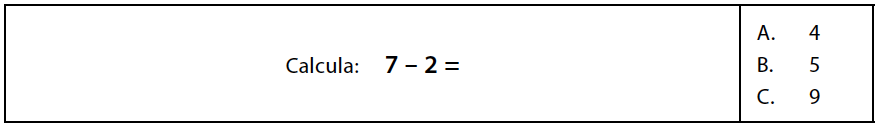 Calcula: 7 – 2 =
A. 4
B. 5
C. 9